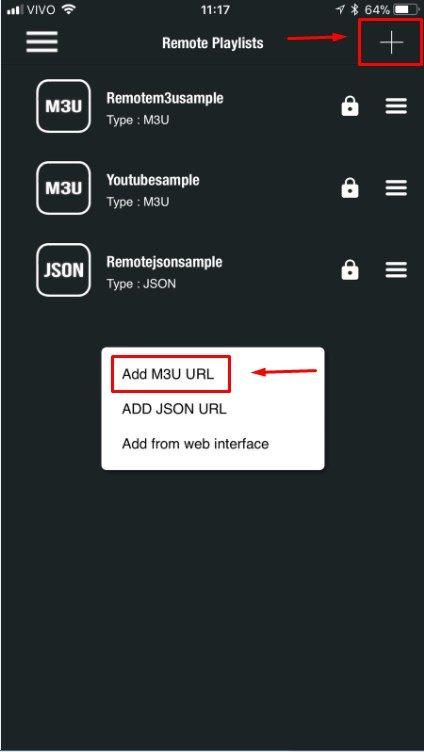 VIVO 11:17 64%
Remote Playlists
M3U
Remotem3usample
Type : M3U
M3U
Youtubesample
Type : M3U
JSON
Remotejsonsample
Type : JSON
Add M3U URL
ADD JSON URL
Add from web interface